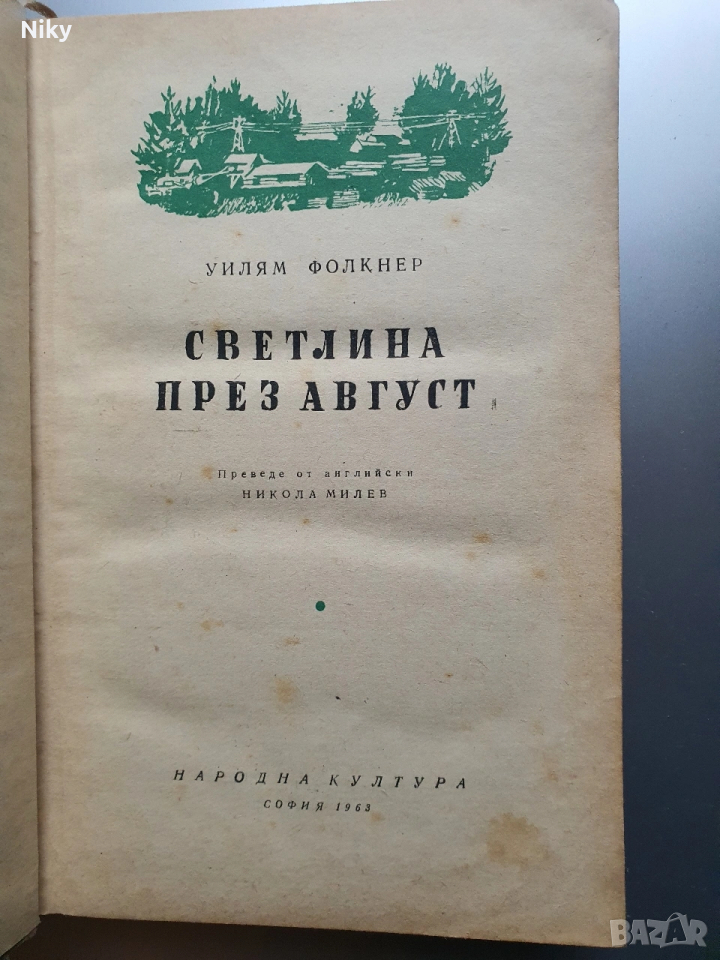 Niky
УИЛЯМ ФОЛКНЕР
СВЕТЛИНА
ПРЕЗ АВГУСТ
Преведе от английски
НИКОЛА МИЛЕВ
НАРОДНА КУЛТУРА
СОФИЯ 1963
BAZAR